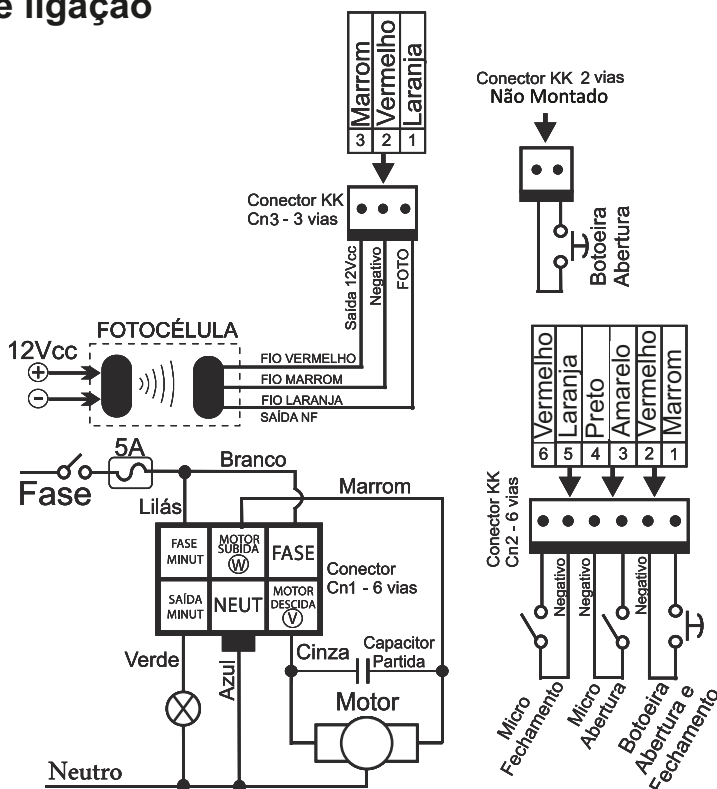 e ligação
Marrom
Vermelho
Laranja
3 2 1
Conector KK
Cn3 - 3 vias
Saída 12Vcc
Negativo
FOTO
Conector KK 2 vias
Não Montado
Botoeira
Abertura
FOTOCÉLULA
12Vcc
+
-
FIO VERMELHO
FIO MARROM
FIO LARANJA
SAÍDA NF
5A
Fase
Branco
Lilás
Marrom
FASE
MINUT
MOTOR
SUBIDA
W
FASE
SAÍDA
MINUT
NEUT
MOTOR
DESCIDA
V
Conector
Cn1 - 6 vias
Verde
Azul
Cinza
Capacitor
Partida
Motor
Neutro
Vermelho
Laranja
Preto
Amarelo
Vermelho
Marrom
6 5 4 3 2 1
Conector KK
Cn2 - 6 vias
Negativo
Negativo
Negativo
Micro
Fechamento
Micro
Abertura
Botoeira
Abertura e
Fechamento